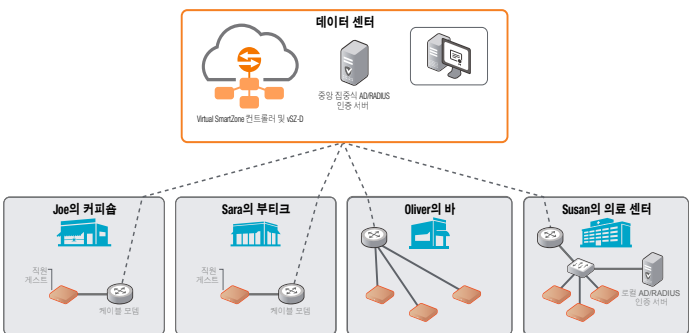 데이터 센터
Virtual SmartZone 컨트롤러 및 vSZ-D
중앙 집중식 AD/RADIUS
인증 서버
Joe의 커피숍
직원
게스트
케이블 모뎀
Sara의 부티크
직원
게스트
케이블 모뎀
Oliver의 바
Susan의 의료 센터
로컬 AD/RADIUS
인증 서버